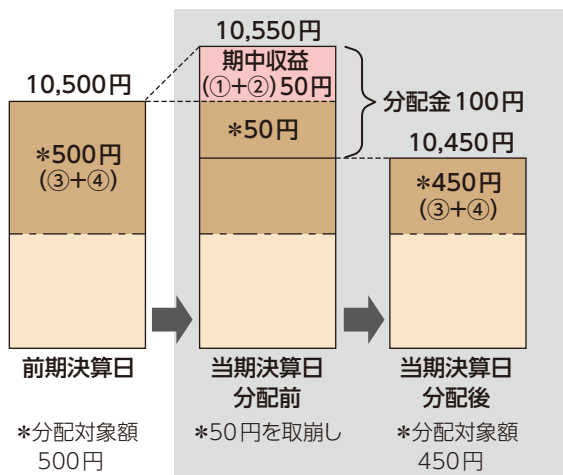 10,500円
*500円
(③+④)
前期決算日
*分配対象額
500円
10,550円
期中収益
(①+②)50円
*50円
分配金100円
当期決算日
分配前
*50円を取崩し
10,450円
*450円
(③+④)
当期決算日
分配後
*分配対象額
450円